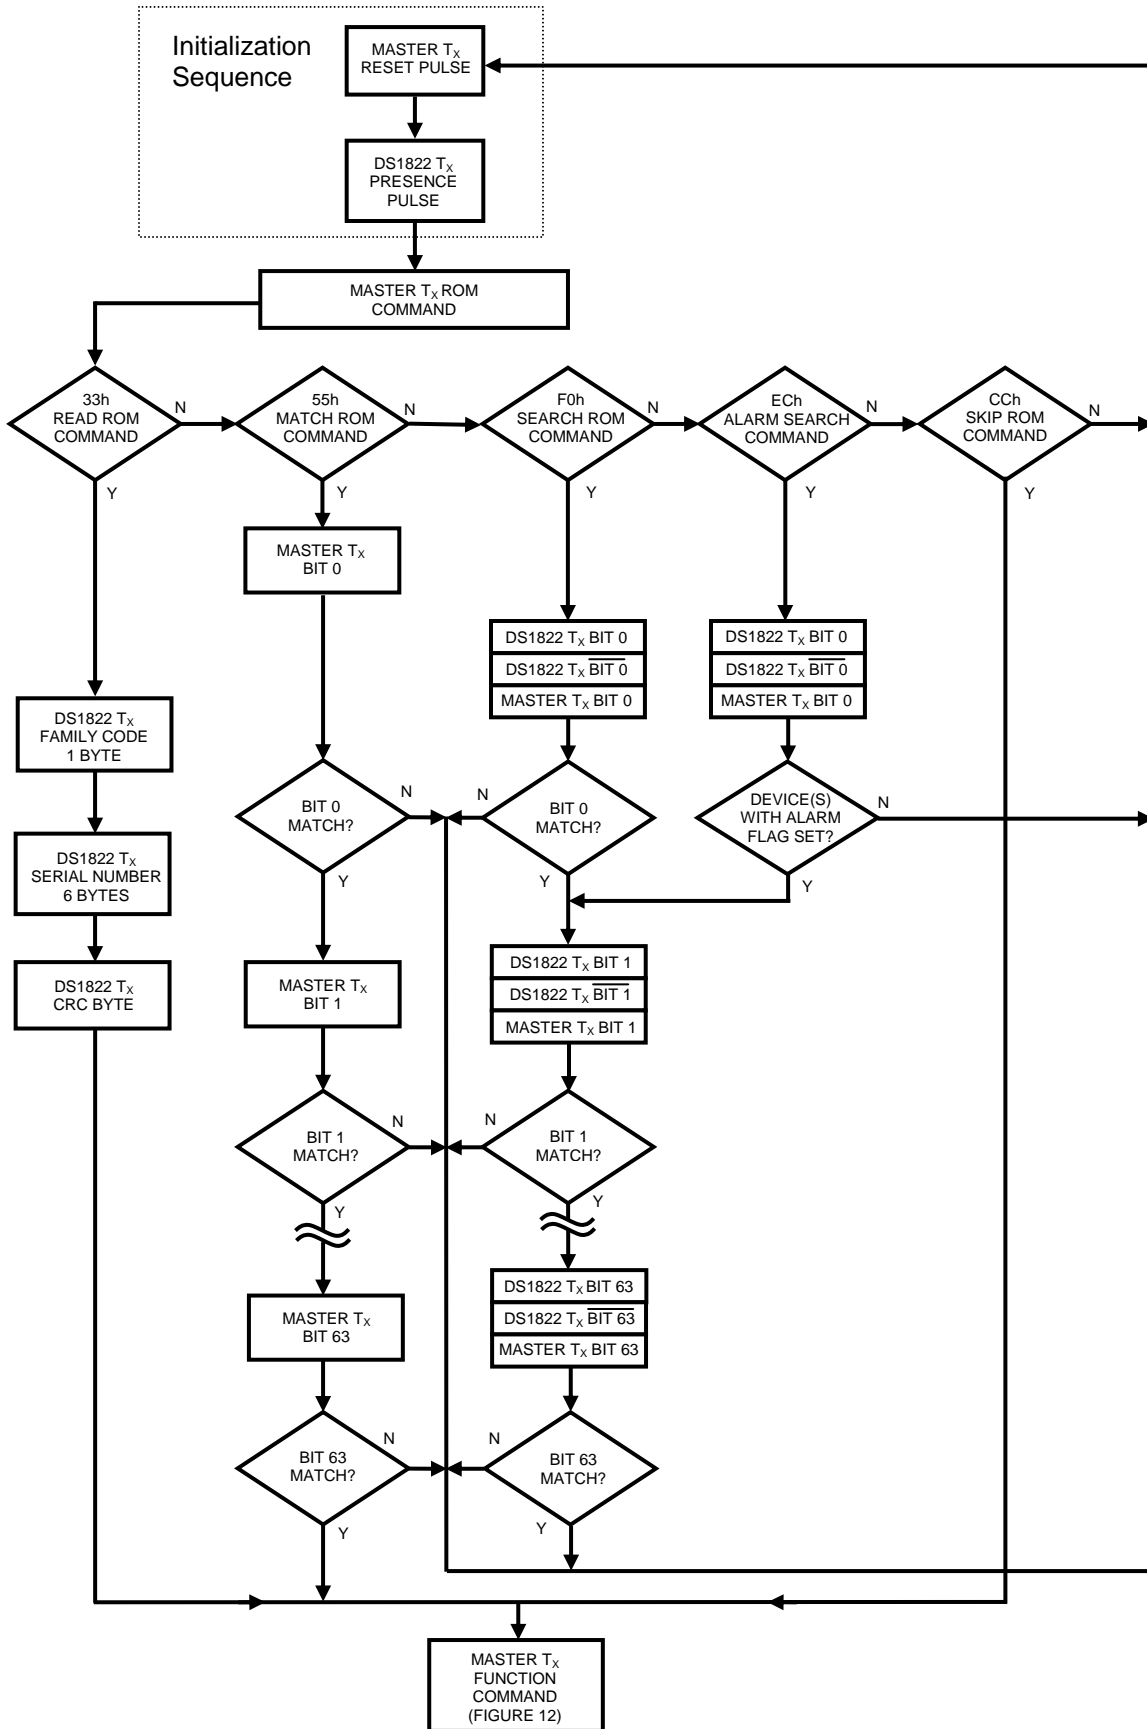 Initialization
Sequence
MASTER TX
RESET PULSE
DS1822 TX
PRESENCE
PULSE
MASTER TX ROM
COMMAND
33h
READ ROM
COMMAND
N
Y
55h
MATCH ROM
COMMAND
N
Y
F0h
SEARCH ROM
COMMAND
N
Y
ECh
ALARM SEARCH
COMMAND
N
Y
CCh
SKIP ROM
COMMAND
N
Y
MASTER TX
BIT 0
DS1822 TX BIT 0
DS1822 TX BIT 0
MASTER TX BIT 0
DS1822 TX BIT 0
DS1822 TX BIT 0
MASTER TX BIT 0
DS1822 TX
FAMILY CODE
1 BYTE
DS1822 TX
SERIAL NUMBER
6 BYTES
DS1822 TX
CRC BYTE
BIT 0
MATCH?
N
Y
BIT 0
MATCH?
N
Y
DEVICE(S)
WITH ALARM
FLAG SET?
N
Y
MASTER TX
BIT 1
DS1822 TX BIT 1
DS1822 TX BIT 1
MASTER TX BIT 1
BIT 1
MATCH?
N
Y
BIT 1
MATCH?
N
Y
MASTER TX
BIT 63
DS1822 TX BIT 63
DS1822 TX BIT 63
MASTER TX BIT 63
BIT 63
MATCH?
N
Y
BIT 63
MATCH?
N
Y
MASTER TX
FUNCTION
COMMAND
(FIGURE 12)